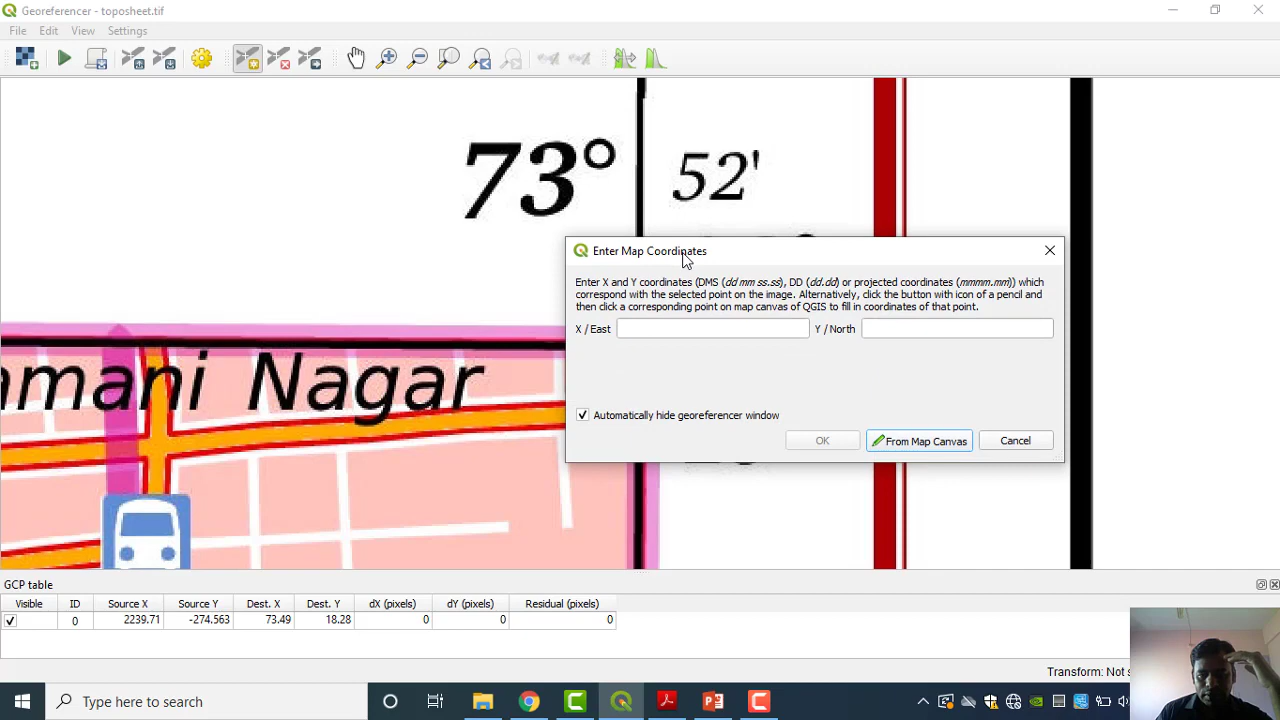 Georeferencer - toposheet.tif
File Edit View Settings
73° 52'
Enter Map Coordinates
Enter X and Y coordinates (DMS (dd mm ss.ss), DD (dd.dd) or projected coordinates (mmmm.mm)) which
correspond with the selected point on the image. Alternatively, click the button with icon of a pencil and
then click a corresponding point on map canvas of QGIS to fill in coordinates of that point.
X / East Y / North
amani Nagar
Automatically hide georeferencer window
OK From Map Canvas Cancel
GCP table
Visible ID Source X Source Y Dest. X Dest. Y dX (pixels) dY (pixels) Residual (pixels)
0 2239.71 -274.563 73.49 18.28 0 0 0
Transform: Not s
Type here to search